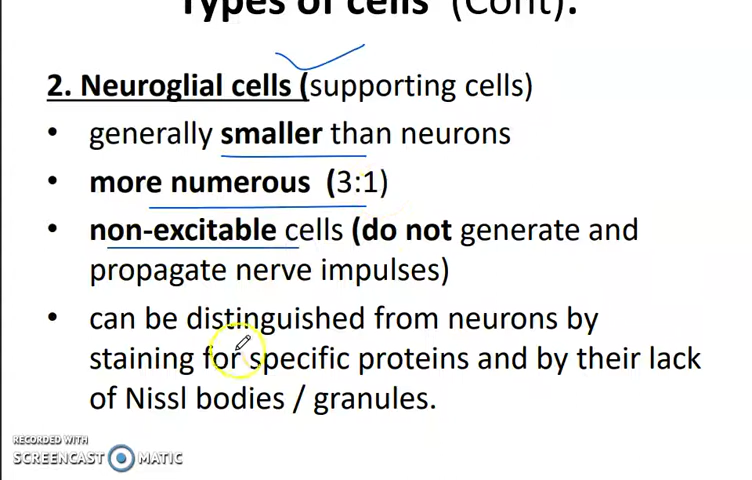 Types of cells (Cont).
2. Neuroglial cells (supporting cells)
• generally smaller than neurons
• more numerous (3:1)
• non-excitable cells (do not generate and
propagate nerve impulses)
• can be distinguished from neurons by
staining for specific proteins and by their lack
of Nissl bodies / granules.
RECORDED WITH
SCREENCAST MATIC